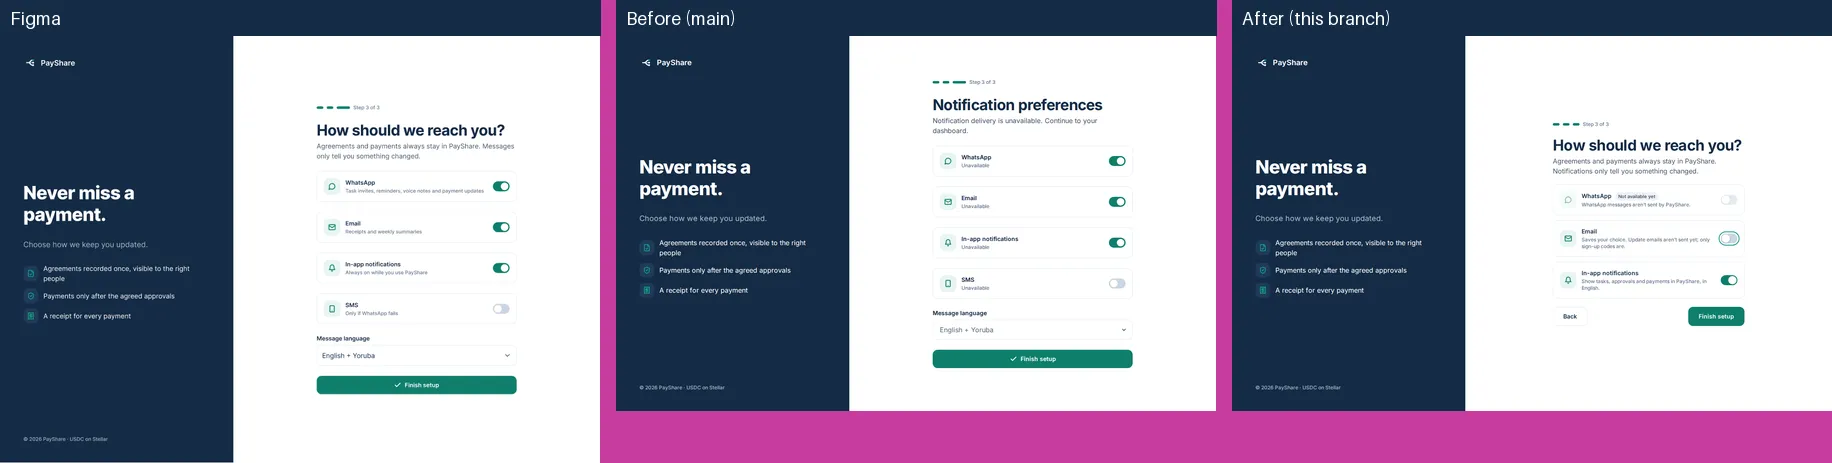 Figma
PayShare
Never miss a
payment.
Choose how we keep you updated.
Agreements recorded once, visible to the right
people
Payments only after the agreed approvals
A receipt for every payment
© 2026 PayShare · USDC on Stellar
Step 3 of 3
How should we reach you?
Agreements and payments always stay in PayShare. Messages
only tell you something changed.
WhatsApp
Task invites, reminders, voice notes and payment updates
Email
Receipts and weekly summaries
In-app notifications
Always on while you use PayShare
SMS
Only if WhatsApp fails
Message language
English + Yoruba
Finish setup
Before (main)
PayShare
Never miss a
payment.
Choose how we keep you updated.
Agreements recorded once, visible to the right
people
Payments only after the agreed approvals
A receipt for every payment
© 2026 PayShare · USDC on Stellar
Step 3 of 3
Notification preferences
Notification delivery is unavailable. Continue to your
dashboard.
WhatsApp
Unavailable
Email
Unavailable
In-app notifications
Unavailable
SMS
Unavailable
Message language
English + Yoruba
Finish setup
After (this branch)
PayShare
Never miss a
payment.
Choose how we keep you updated.
Agreements recorded once, visible to the right
people
Payments only after the agreed approvals
A receipt for every payment
© 2026 PayShare · USDC on Stellar
Step 3 of 3
How should we reach you?
Agreements and payments always stay in PayShare.
Notifications only tell you something changed.
WhatsApp Not available yet
WhatsApp messages aren't sent by PayShare.
Email
Saves your choice. Update emails aren't sent yet; only
sign-up codes are.
In-app notifications
Show tasks, approvals and payments in PayShare, in
English.
Back
Finish setup